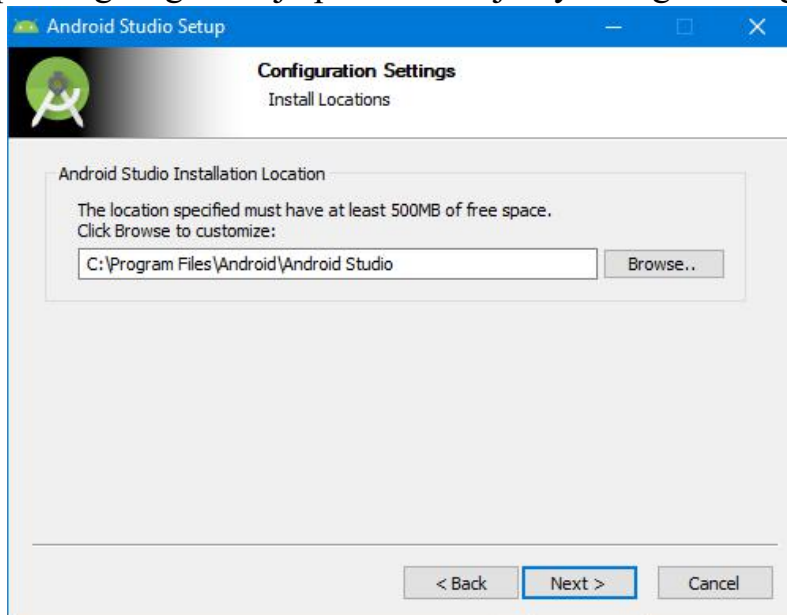 Android Studio Setup
Configuration Settings
Install Locations
Android Studio Installation Location
The location specified must have at least 500MB of free space.
Click Browse to customize:
C:\Program Files\Android\Android Studio
Browse..
< Back
Next >
Cancel